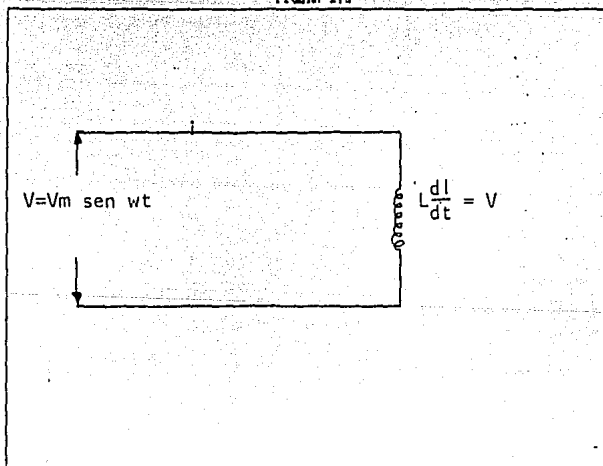 i
V=Vm sen wt
L dI/dt = V